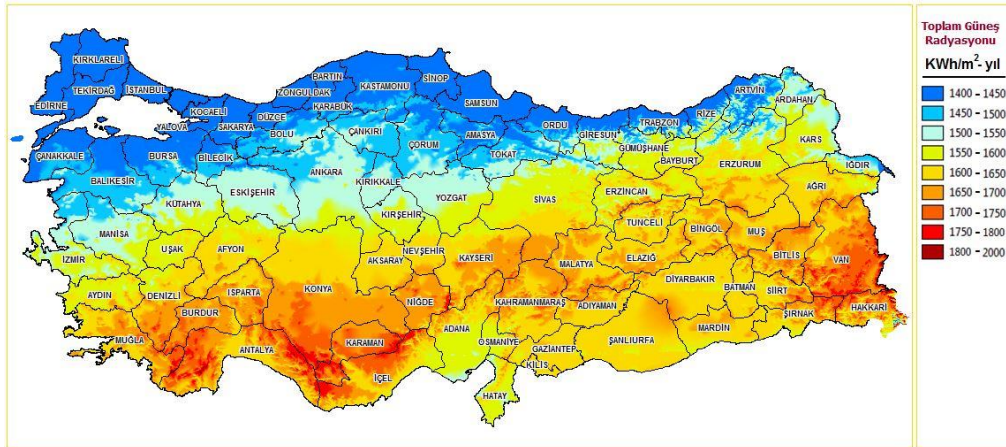 Toplam Güneş
Radyasyonu
KWh/m²- yıl
1400 - 1450
1450 - 1500
1500 - 1550
1550 - 1600
1600 - 1650
1650 - 1700
1700 - 1750
1750 - 1800
1800 - 2000
KIRKLARELİ
TEKİRDAĞ
İSTANBUL
EDİRNE
KOCAELİ
YALOVA
SAKARYA
DÜZCE
ZONGULDAK
BARTIN
KARABÜK
KASTAMONU
SİNOP
SAMSUN
BOLU
ÇANKIRI
ÇORUM
AMASYA
TOKAT
ORDU
GİRESUN
TRABZON
RİZE
ARTVİN
ARDAHAN
KARS
IĞDIR
GÜMÜŞHANE
BAYBURT
ERZURUM
ÇANAKKALE
BURSA
BİLECİK
BALIKESİR
KÜTAHYA
ESKİŞEHİR
ANKARA
KIRIKKALE
KIRŞEHİR
YOZGAT
SİVAS
ERZİNCAN
TUNCELİ
BİNGÖL
MUŞ
AĞRI
MANİSA
İZMİR
UŞAK
AFYON
AKSARAY
NEVŞEHİR
KAYSERİ
MALATYA
ELAZIĞ
DİYARBAKIR
BATMAN
BİTLİS
VAN
SİİRT
ŞIRNAK
HAKKARİ
AYDIN
DENİZLİ
ISPARTA
BURDUR
KONYA
NİĞDE
KAHRAMANMARAŞ
ADIYAMAN
MARDİN
MUĞLA
ANTALYA
KARAMAN
İÇEL
ADANA
OSMANİYE
GAZİANTEP
KİLİS
ŞANLIURFA
HATAY